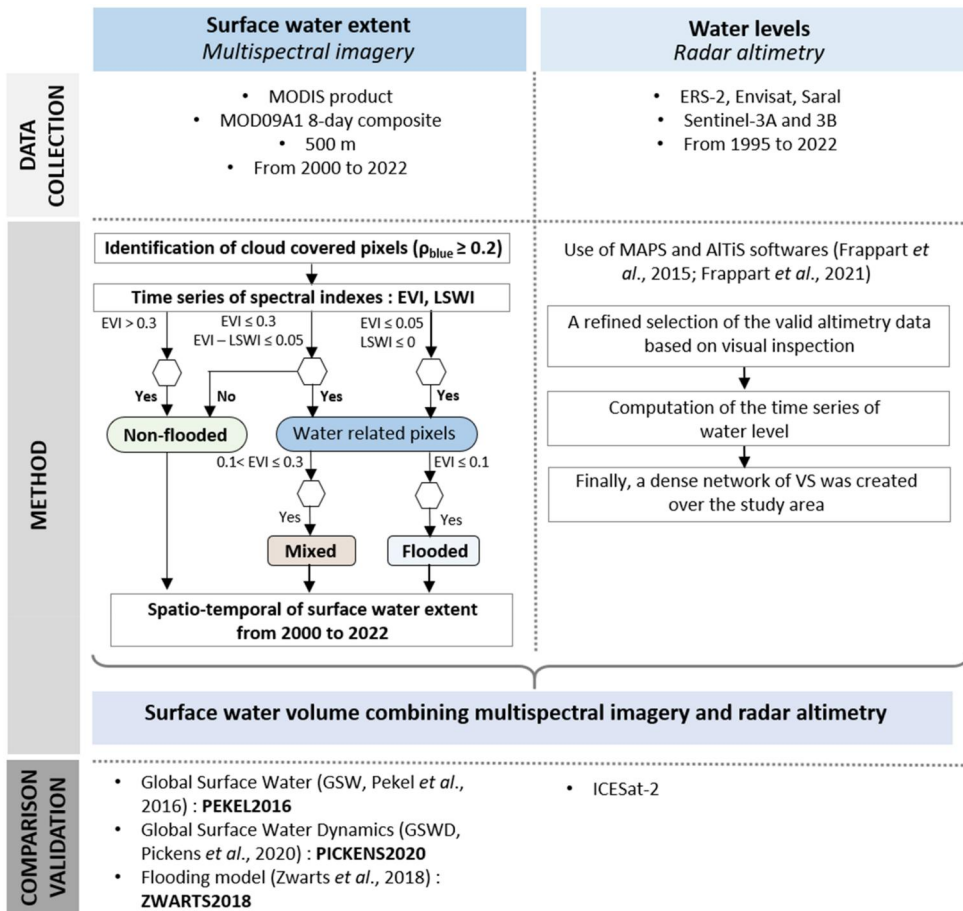 Surface water extent
Multispectral imagery
Water levels
Radar altimetry
DATA
COLLECTION
• MODIS product
• MOD09A1 8-day composite
• 500 m
• From 2000 to 2022
• ERS-2, Envisat, Saral
• Sentinel-3A and 3B
• From 1995 to 2022
METHOD
Identification of cloud covered pixels (ρblue ≥ 0.2)
Time series of spectral indexes : EVI, LSWI
EVI > 0.3
EVI ≤ 0.3
EVI – LSWI ≤ 0.05
EVI ≤ 0.05
LSWI ≤ 0
Yes
No
Yes
Yes
Non-flooded
Water related pixels
0.1< EVI ≤ 0.3
EVI ≤ 0.1
Yes
Yes
Mixed
Flooded
Spatio-temporal of surface water extent
from 2000 to 2022
Use of MAPS and AlTiS softwares (Frappart et
al., 2015; Frappart et al., 2021)
A refined selection of the valid altimetry data
based on visual inspection
Computation of the time series of
water level
Finally, a dense network of VS was created
over the study area
Surface water volume combining multispectral imagery and radar altimetry
COMPARISON
VALIDATION
• Global Surface Water (GSW, Pekel et al.,
2016) : PEKEL2016
• Global Surface Water Dynamics (GSWD,
Pickens et al., 2020) : PICKENS2020
• Flooding model (Zwarts et al., 2018) :
ZWARTS2018
• ICESat-2